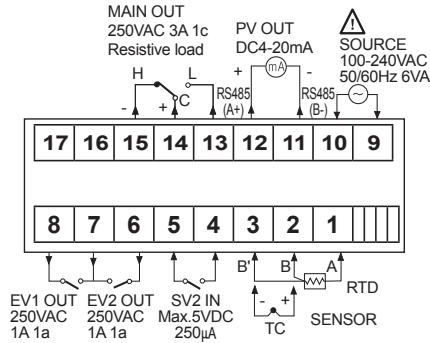 MAIN OUT
250VAC 3A 1c
Resistive load
PV OUT
DC4-20mA
SOURCE
100-240VAC
50/60Hz 6VA
H
L
C
-
+
+
mA
-
RS485
(A+)
RS485
(B-)
17 16 15 14 13 12 11 10 9
8 7 6 5 4 3 2 1
EV1 OUT
250VAC
1A 1a
EV2 OUT
250VAC
1A 1a
SV2 IN
Max.5VDC
250µA
B' B A
- +
TC
RTD
SENSOR